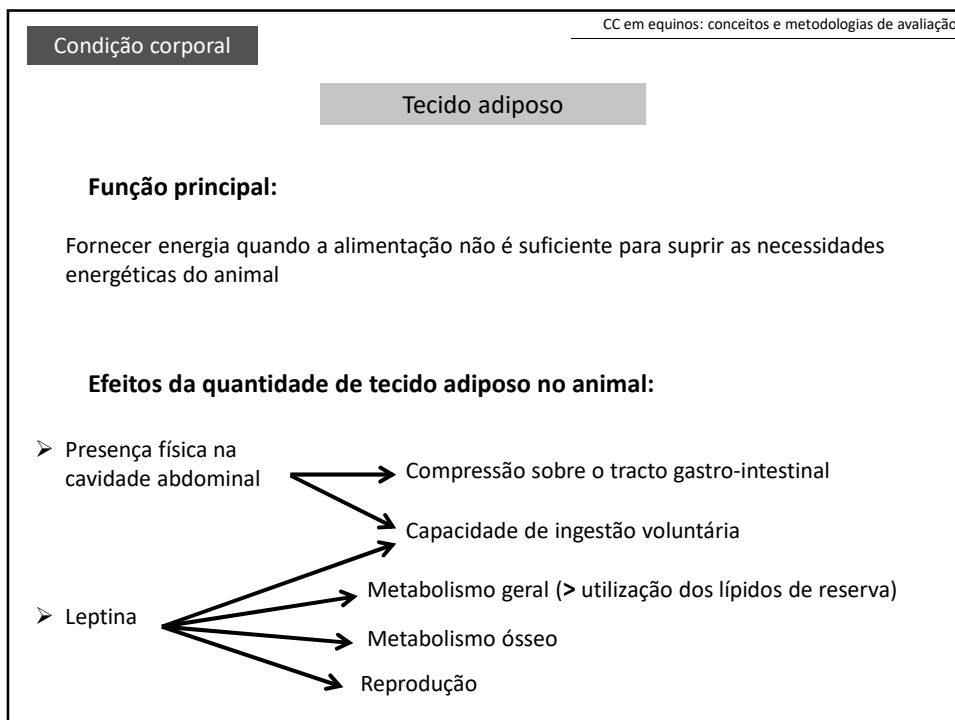 CC em equinos: conceitos e metodologias de avaliação
Condição corporal
Tecido adiposo
Função principal:
Fornecer energia quando a alimentação não é suficiente para suprir as necessidades
energéticas do animal
Efeitos da quantidade de tecido adiposo no animal:
➢ Presença física na
cavidade abdominal
Compressão sobre o tracto gastro-intestinal
Capacidade de ingestão voluntária
Metabolismo geral (> utilização dos lípidos de reserva)
➢ Leptina
Metabolismo ósseo
Reprodução